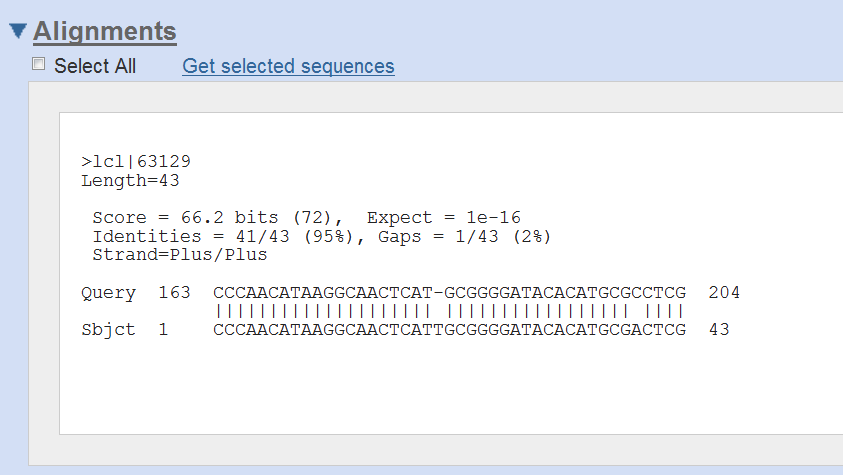 Alignments
Select All Get selected sequences
>lcl|63129
Length=43
Score = 66.2 bits (72), Expect = 1e-16
Identities = 41/43 (95%), Gaps = 1/43 (2%)
Strand=Plus/Plus
Query 163 CCCAACATAAGGCAACTCAT-GCGGGGATACACATGCGCCTCG 204
|||||||||||||||||||| ||||||||||||||||| ||||
Sbjct 1 CCCAACATAAGGCAACTCATTGCGGGGATACACATGCGACTCG 43